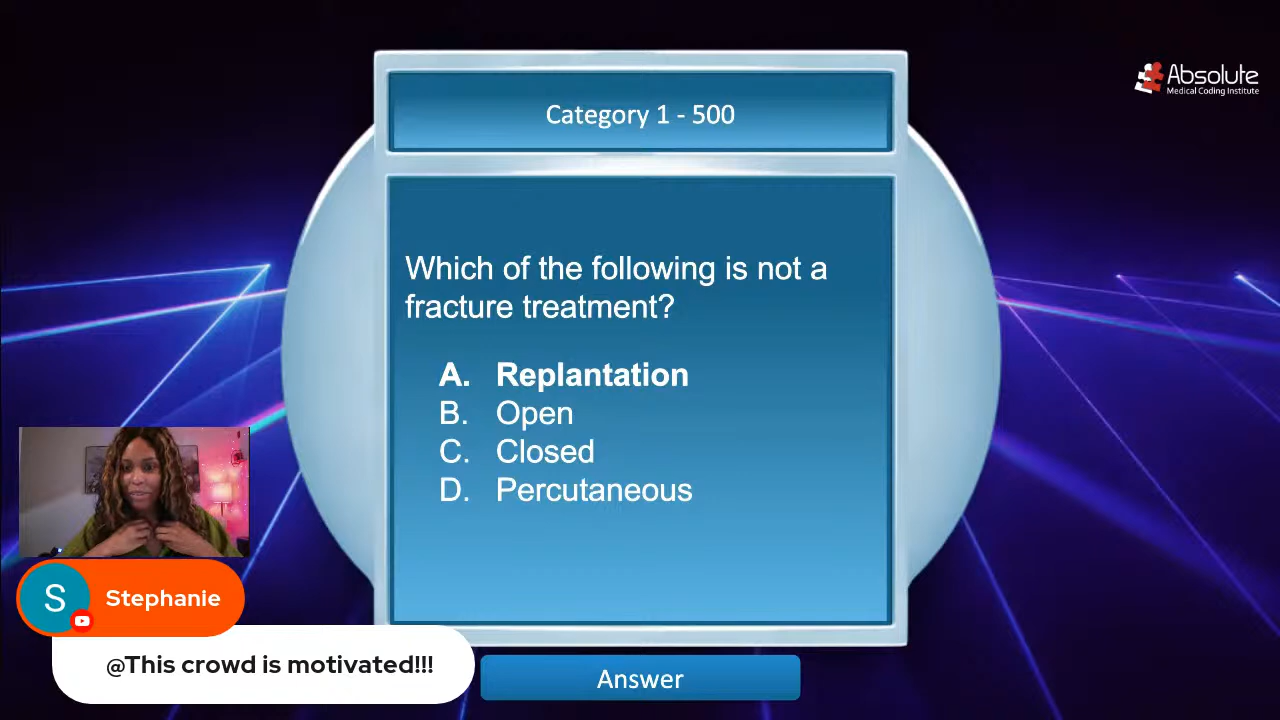 Absolute
Medical Coding Institute
Category 1 - 500
Which of the following is not a
fracture treatment?
A. Replantation
B. Open
C. Closed
D. Percutaneous
S
Stephanie
@This crowd is motivated!!!
Answer